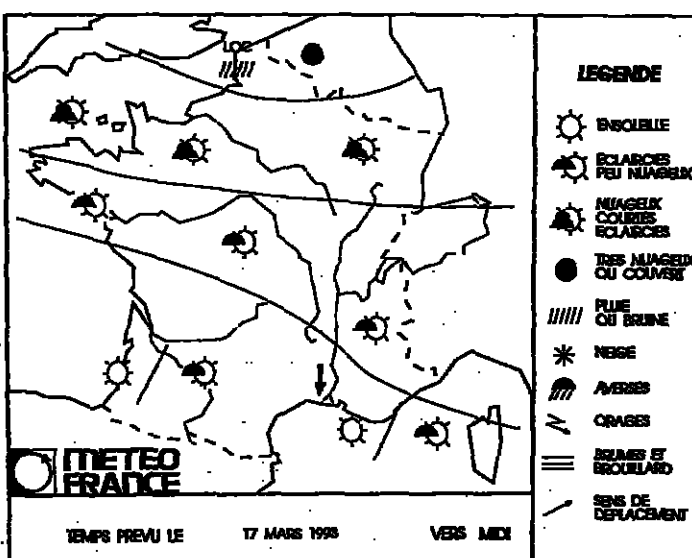 LOC
LEGENDE
ENSOLEILLE
ECLAIRCIES
PEU NUAGEUX
NUAGEUX
COURTES
ECLAIRCIES
TRES NUAGEUX
OU COUVERT
PLUIE
OU BRUINE
NEIGE
AVERSES
ORAGES
BRUMES ET
BROUILLARD
SENS DE
DEPLACEMENT
METEO
FRANCE
TEMPS PREVU LE 17 MARS 1993 VERS MIDI